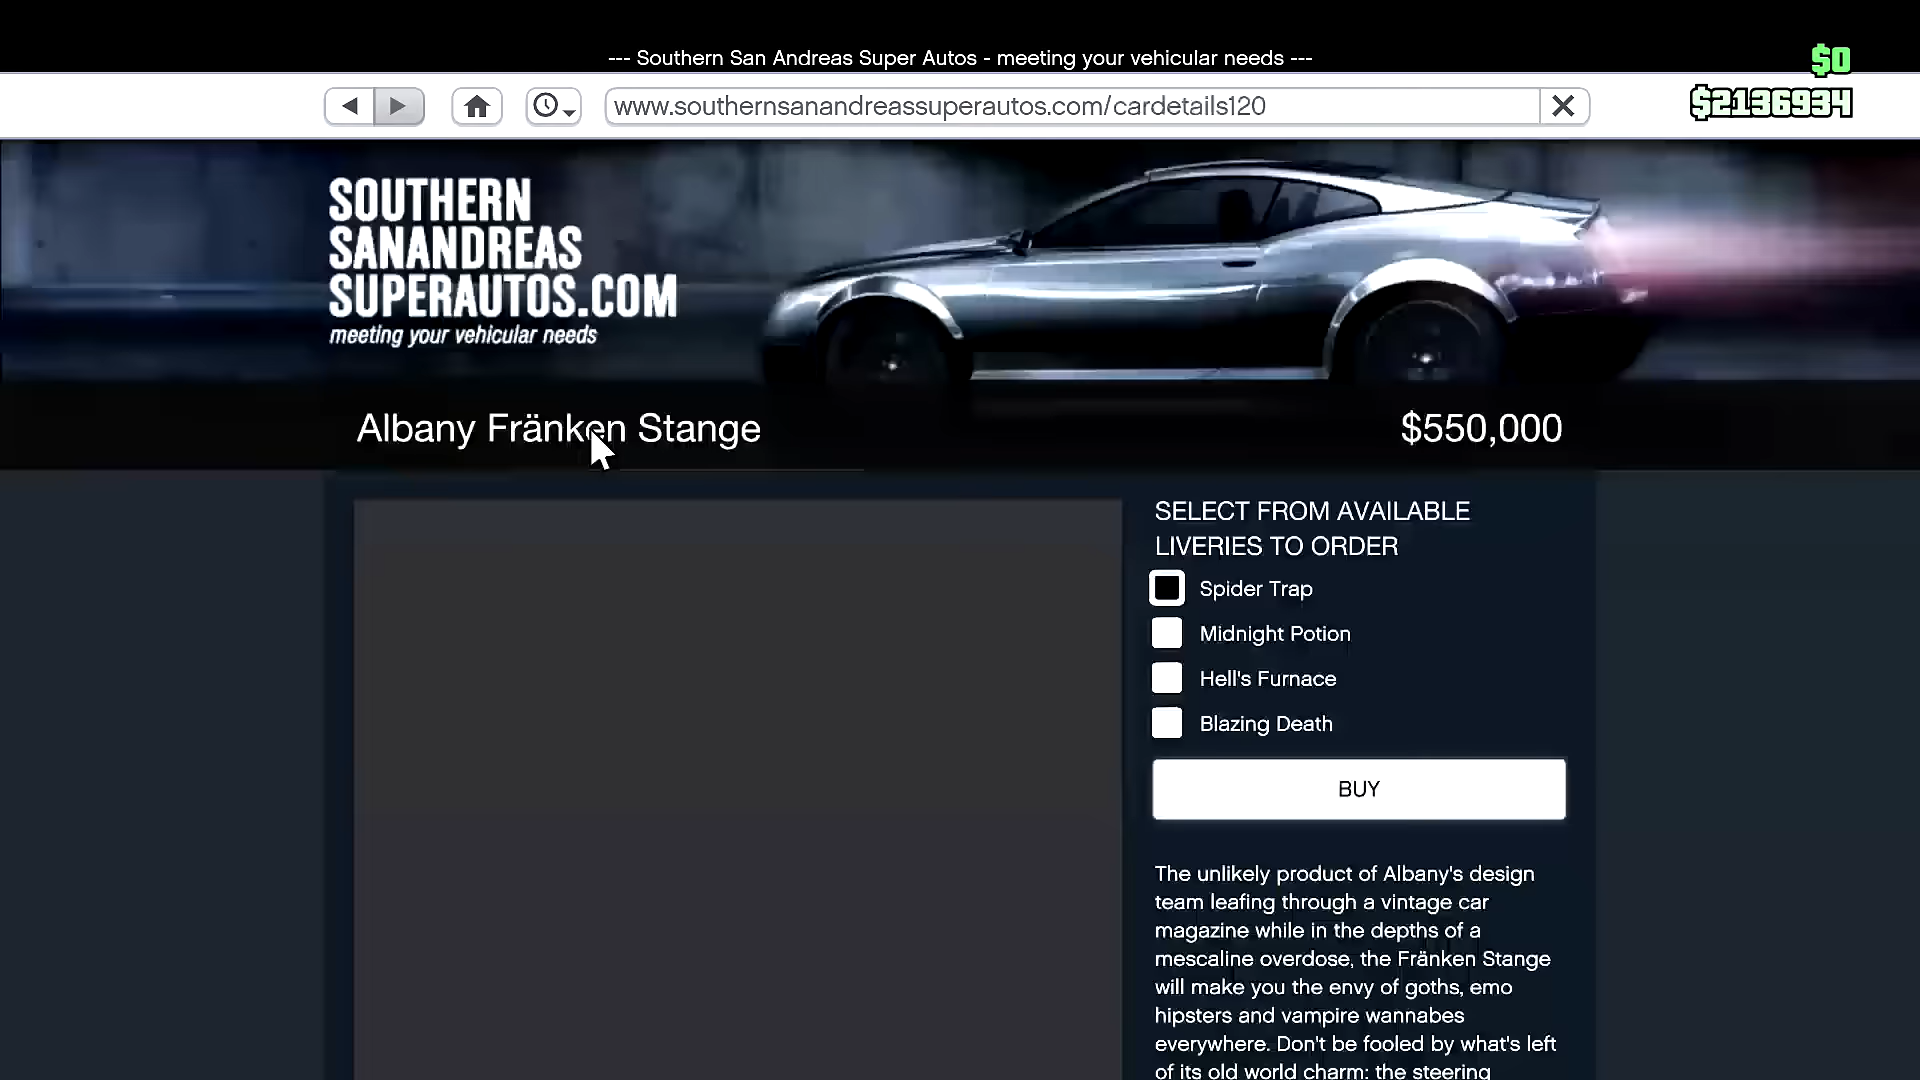 --- Southern San Andreas Super Autos - meeting your vehicular needs ---
$0
www.southernsanandreassuperautos.com/cardetails120
$2136934
SOUTHERN
SANANDREAS
SUPERAUTOS.COM
meeting your vehicular needs
Albany Fränken Stange
$550,000
SELECT FROM AVAILABLE
LIVERIES TO ORDER
Spider Trap
Midnight Potion
Hell's Furnace
Blazing Death
BUY
The unlikely product of Albany's design
team leafing through a vintage car
magazine while in the depths of a
mescaline overdose, the Fränken Stange
will make you the envy of goths, emo
hipsters and vampire wannabes
everywhere. Don't be fooled by what's left
of its old world charm: the steering